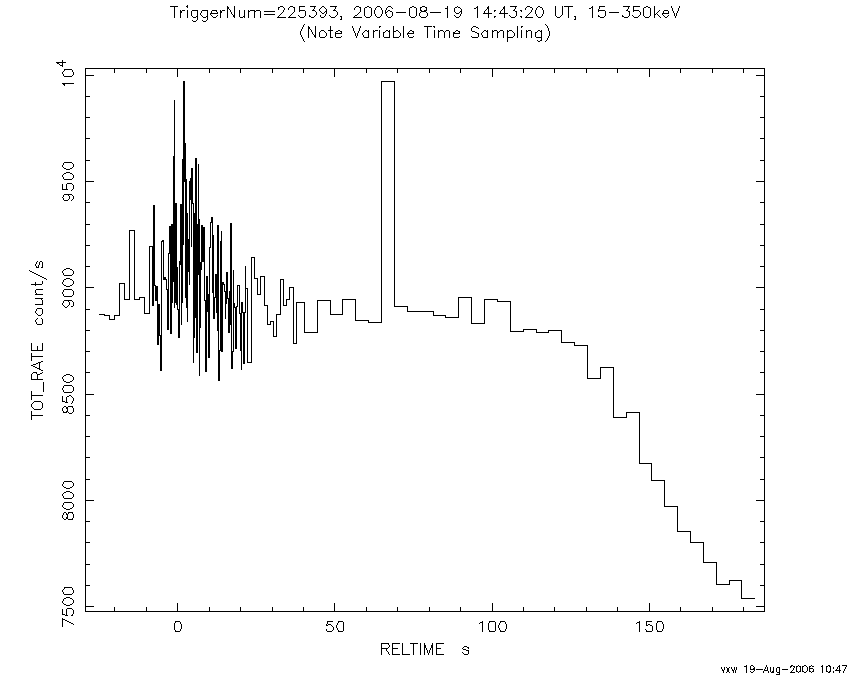 TriggerNum=225393, 2006-08-19 14:43:20 UT, 15-350keV
(Note Variable Time Sampling)
10⁴
9500
9000
8500
8000
7500
TOT_RATE count/s
0 50 100 150
RELTIME s
vxw 19-Aug-2006 10:47